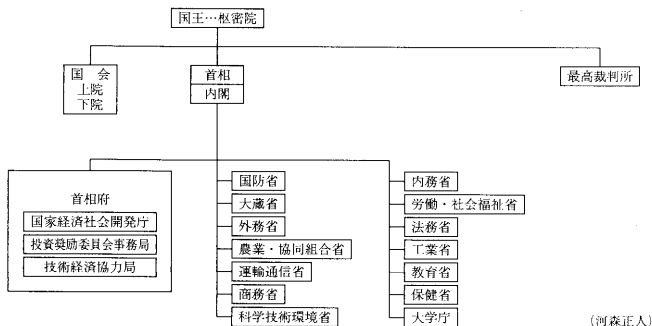 国王…枢密院
国　会
上院
下院
首相
内閣
最高裁判所
首相府
国家経済社会開発庁
投資奨励委員会事務局
技術経済協力局
国防省
大蔵省
外務省
農業・協同組合省
運輸通信省
商務省
科学技術環境省
内務省
労働・社会福祉省
法務省
工業省
教育省
保健省
大学庁
(河森正人)